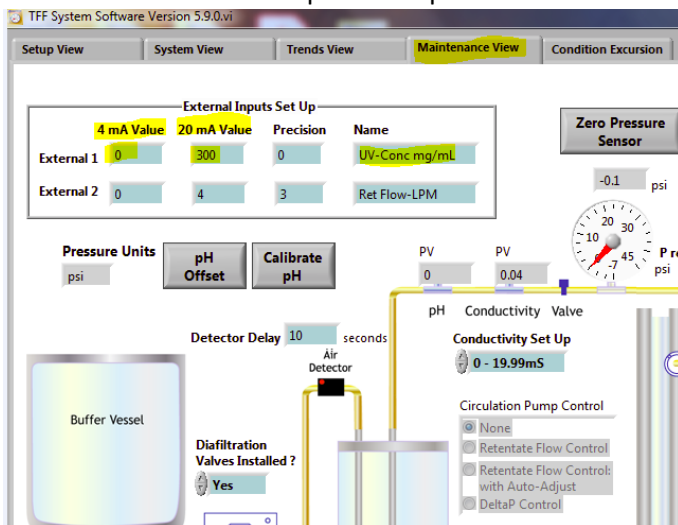 TFF System Software Version 5.9.0.vi
Setup View System View Trends View Maintenance View Condition Excursion
External Inputs Set Up
4 mA Value 20 mA Value Precision Name
External 1 0 300 0 UV-Conc mg/mL
External 2 0 4 3 Ret Flow-LPM
Zero Pressure
Sensor
-0.1 psi
20
30
10
45
-7
psi
Pressure Units
psi
pH
Offset
Calibrate
pH
PV PV
0 0.04
pH Conductivity Valve
Detector Delay 10 seconds
Air
Detector
Conductivity Set Up
0 - 19.99mS
Buffer Vessel
Diafiltration
Valves Installed ?
Yes
Circulation Pump Control
None
Retentate Flow Control
Retentate Flow Control:
with Auto-Adjust
DeltaP Control